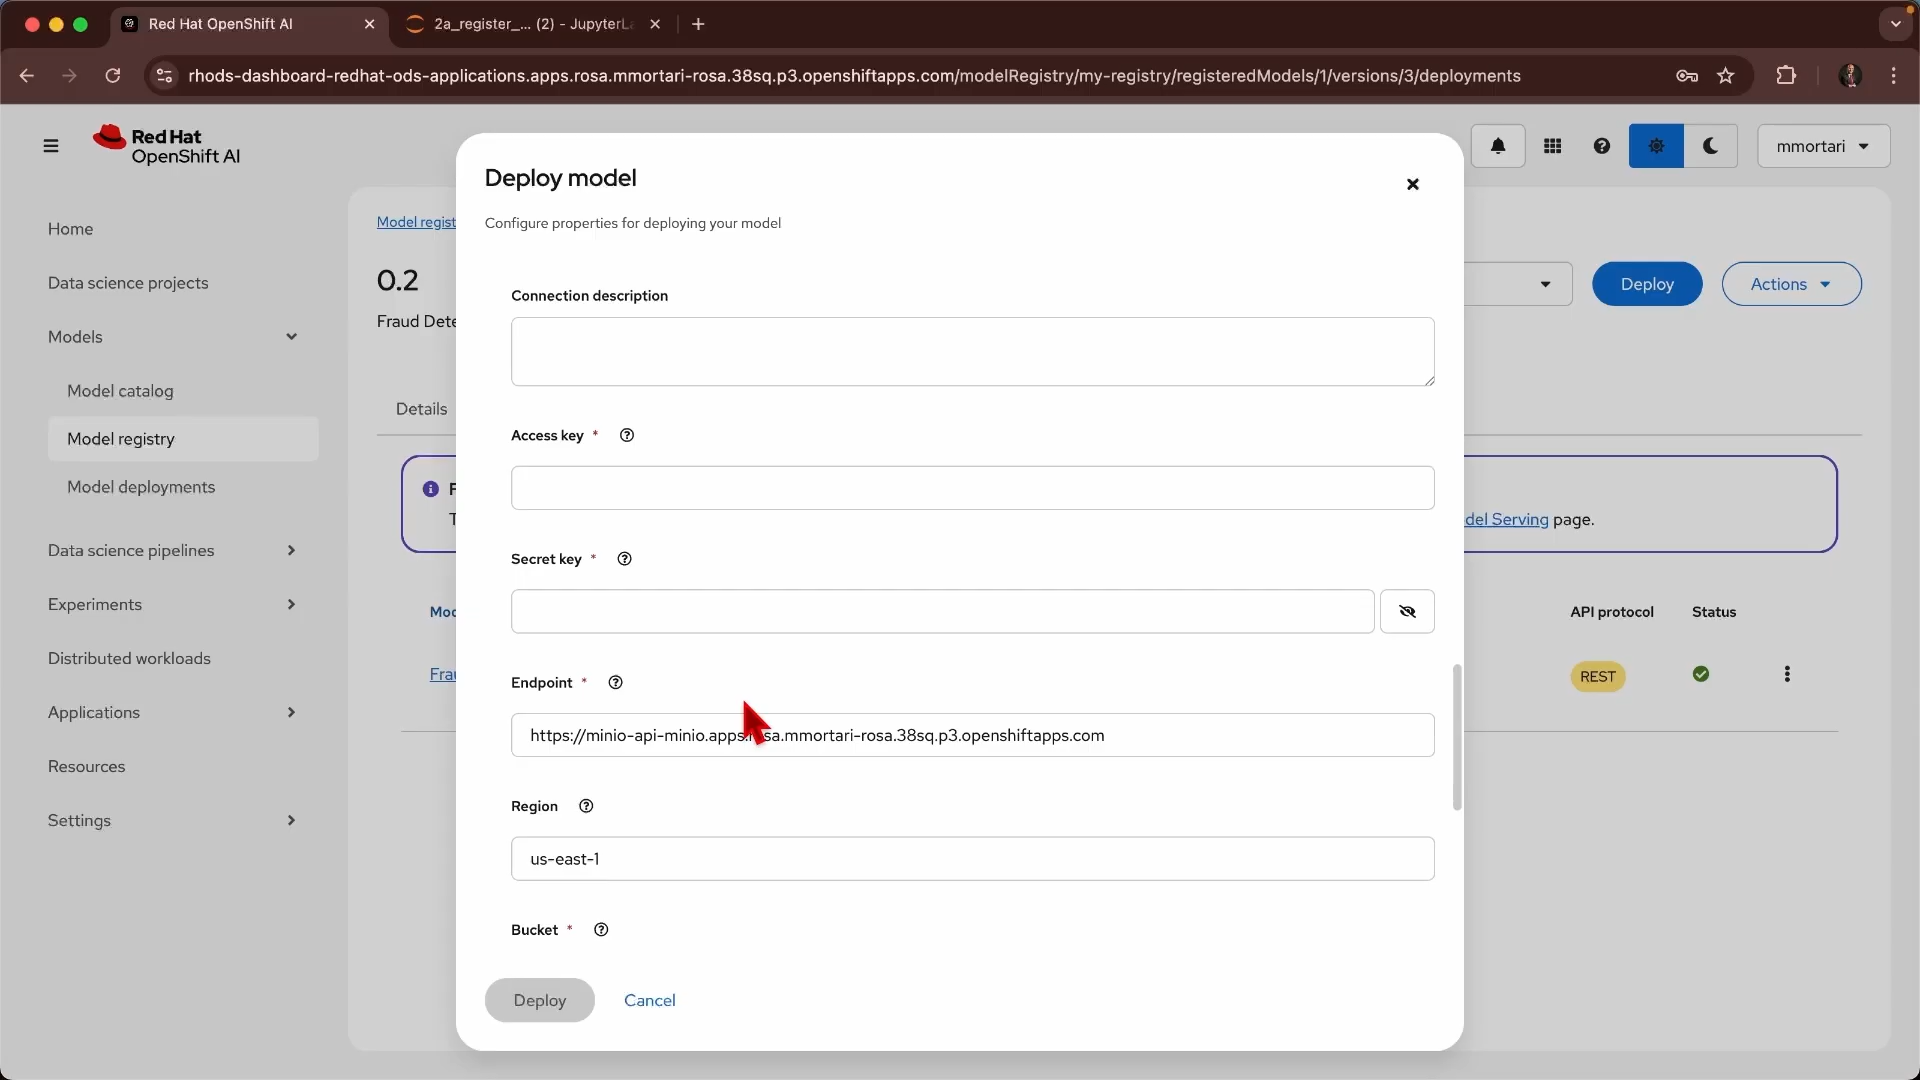 Red Hat OpenShift AI
2a_register_... (2) - JupyterLa
rhods-dashboard-redhat-ods-applications.apps.rosa.mmortari-rosa.38sq.p3.openshiftapps.com/modelRegistry/my-registry/registeredModels/1/versions/3/deployments
Red Hat
OpenShift AI
mmortari
Home
Data science projects
Models
Model catalog
Model registry
Model deployments
Data science pipelines
Experiments
Distributed workloads
Applications
Resources
Settings
Model regist
0.2
Fraud Dete
Deploy
Actions
Details
F
T
del Serving page.
Moc
API protocol
Status
Frau
REST
Deploy model
Configure properties for deploying your model
Connection description
Access key *
Secret key *
Endpoint *
https://minio-api-minio.apps.rosa.mmortari-rosa.38sq.p3.openshiftapps.com
Region
us-east-1
Bucket *
Deploy
Cancel